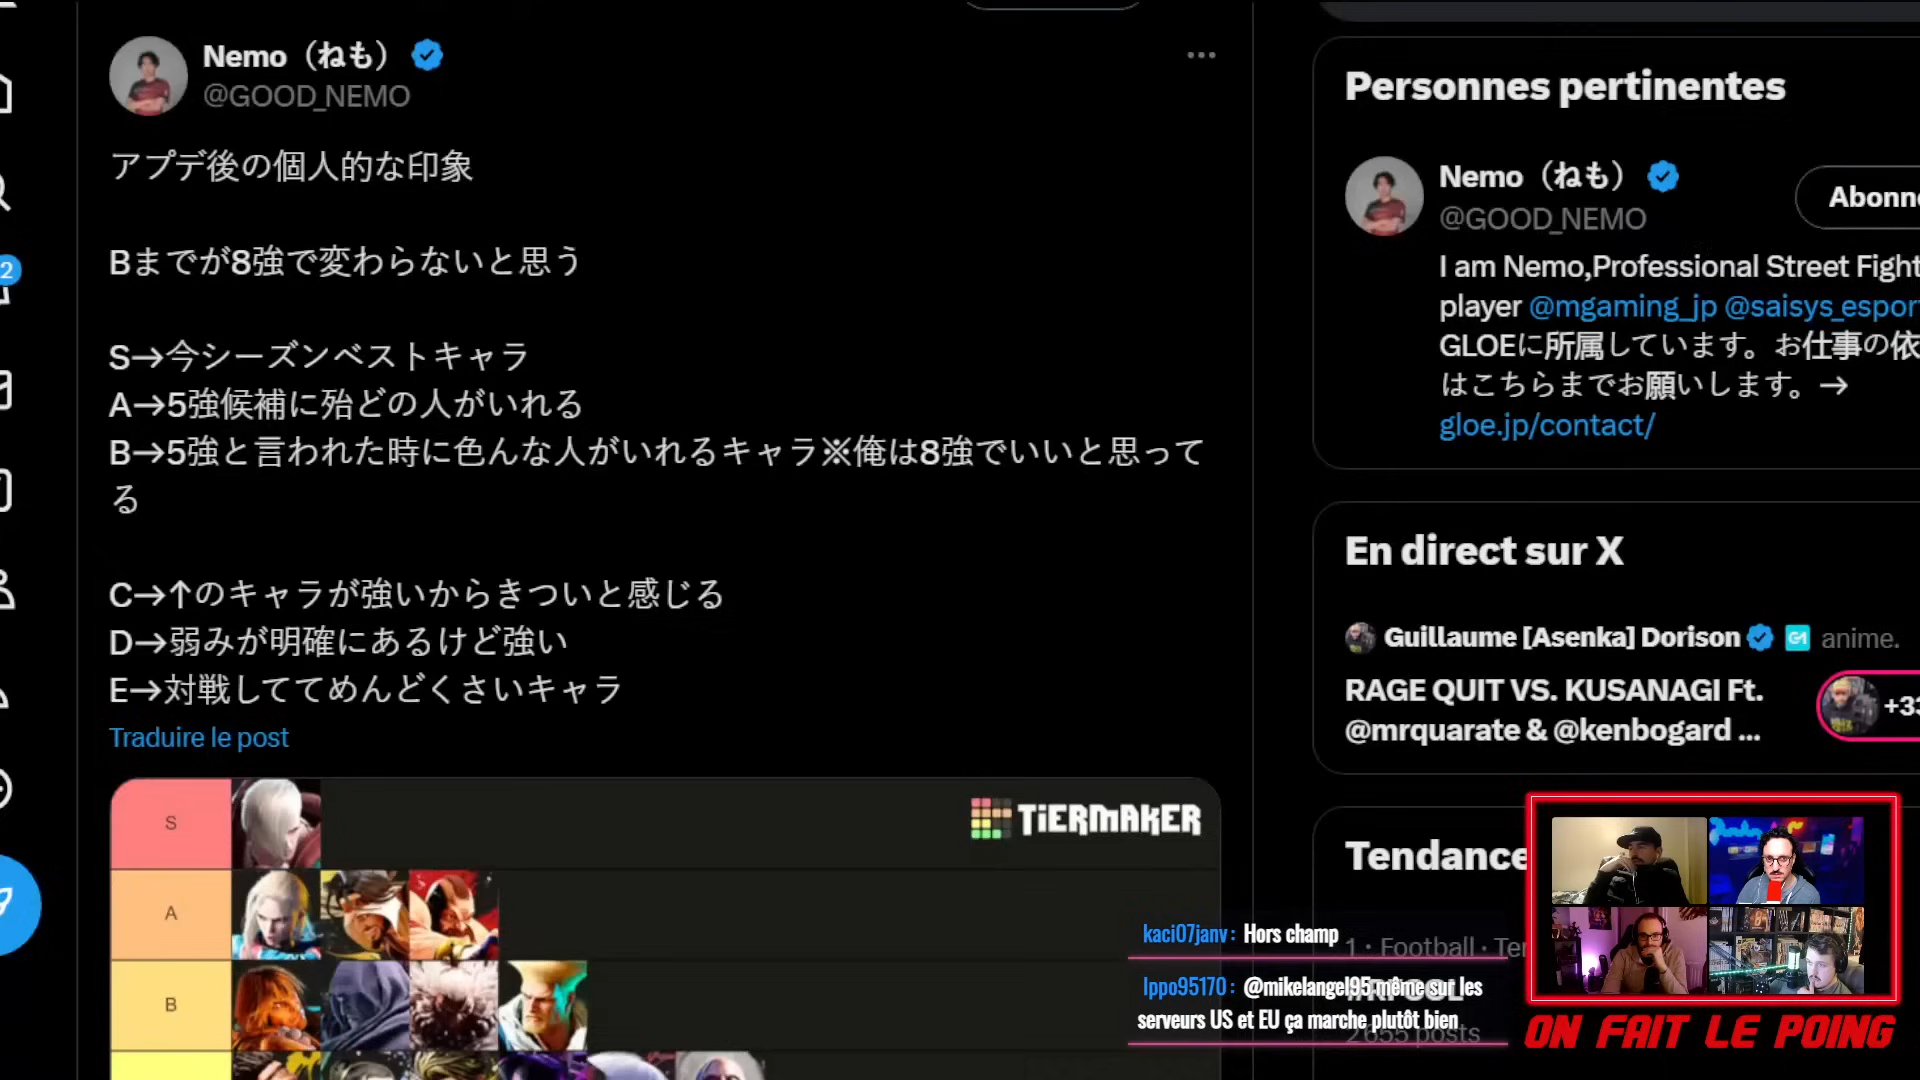 Nemo（ねも）
@GOOD_NEMO
アプデ後の個人的な印象
Bまでが8強で変わらないと思う
S→今シーズンベストキャラ
A→5強候補に殆どの人がいれる
B→5強と言われた時に色んな人がいれるキャラ※俺は8強でいいと思って
る
C→↑のキャラが強いからきついと感じる
D→弱みが明確にあるけど強い
E→対戦しててめんどくさいキャラ
Traduire le post
S
TiERMAKER
A
B
2
Personnes pertinentes
Nemo（ねも）
@GOOD_NEMO
Abonn
I am Nemo,Professional Street Fight
player @mgaming_jp @saisys_espor
GLOEに所属しています。お仕事の依
はこちらまでお願いします。→
gloe.jp/contact/
En direct sur X
Guillaume [Asenka] Dorison G1 anime.
RAGE QUIT VS. KUSANAGI Ft.
@mrquarate & @kenbogard ...
+33
Tendance
1 · Football · Te
2655 posts
kaci07janv : Hors champ
Ippo95170 : @mikelangel95 même sur les
serveurs US et EU ça marche plutôt bien
ON FAIT LE POING